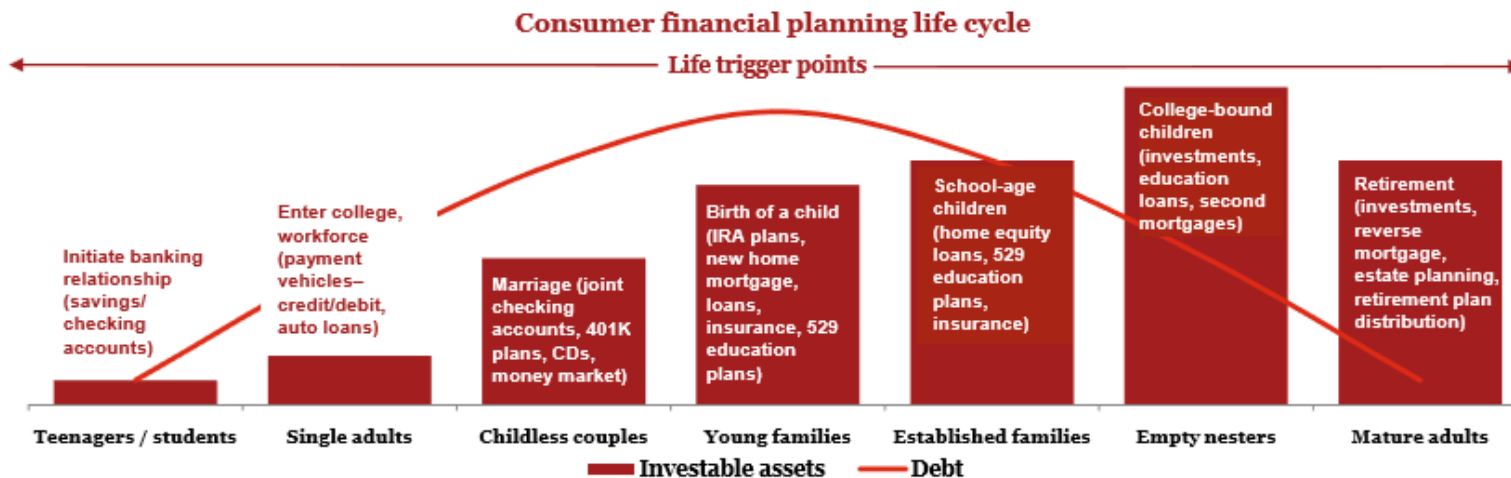 Consumer financial planning life cycle
Life trigger points
Initiate banking
relationship
(savings/
checking
accounts)
Enter college,
workforce
(payment
vehicles–
credit/debit,
auto loans)
Marriage (joint
checking
accounts, 401K
plans, CDs,
money market)
Birth of a child
(IRA plans,
new home
mortgage,
loans,
insurance, 529
education
plans)
School-age
children
(home equity
loans, 529
education
plans,
insurance)
College-bound
children
(investments,
education
loans, second
mortgages)
Retirement
(investments,
reverse
mortgage,
estate planning,
retirement plan
distribution)
Teenagers / students
Single adults
Childless couples
Young families
Established families
Empty nesters
Mature adults
Investable assets
Debt